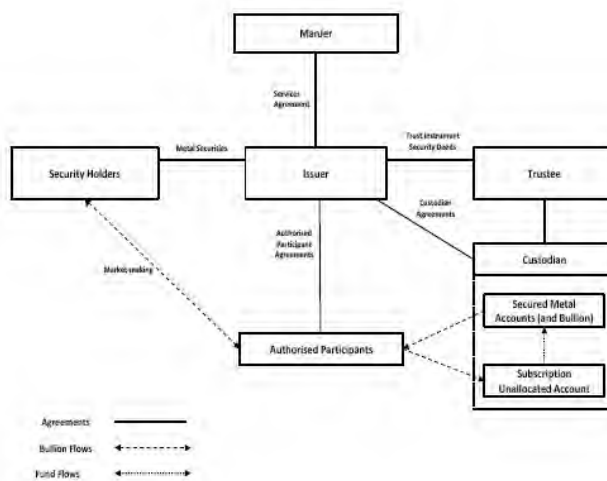 ManJer
Services
Agreement
Metal Securities
Trust Instrument
Security Deeds
Security Holders
Issuer
Trustee
Custodian
Agreements
Authorised
Participant
Agreements
Custodian
Market-making
Secured Metal
Accounts (and Bullion)
Authorised Participants
Subscription
Unallocated Account
Agreements
Bullion Flows
Fund Flows